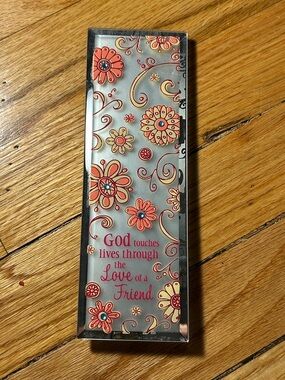 GOD touches
lives through
the
Love of a
Friend